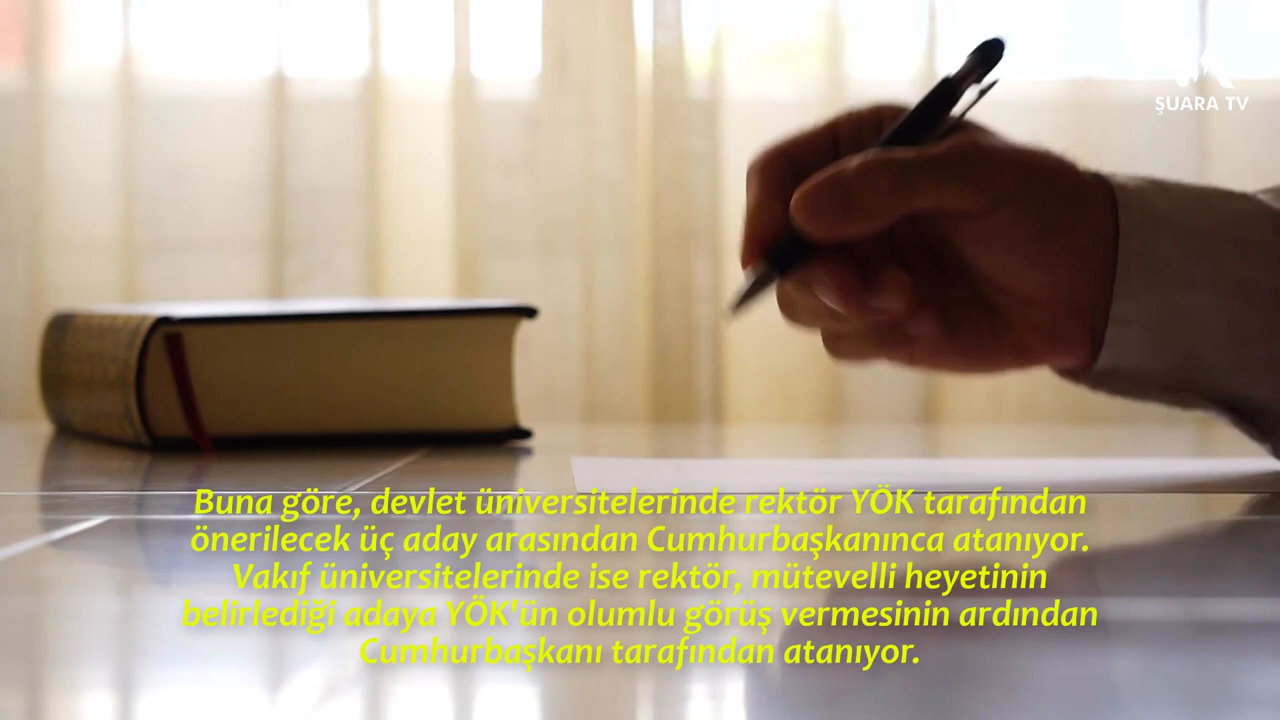 ŞUARA TV
Buna göre, devlet üniversitelerinde rektör YÖK tarafından
önerilecek üç aday arasından Cumhurbaşkanınca atanıyor.
Vakıf üniversitelerinde ise rektör, mütevelli heyetinin
belirlediği adaya YÖK'ün olumlu görüş vermesinin ardından
Cumhurbaşkanı tarafından atanıyor.